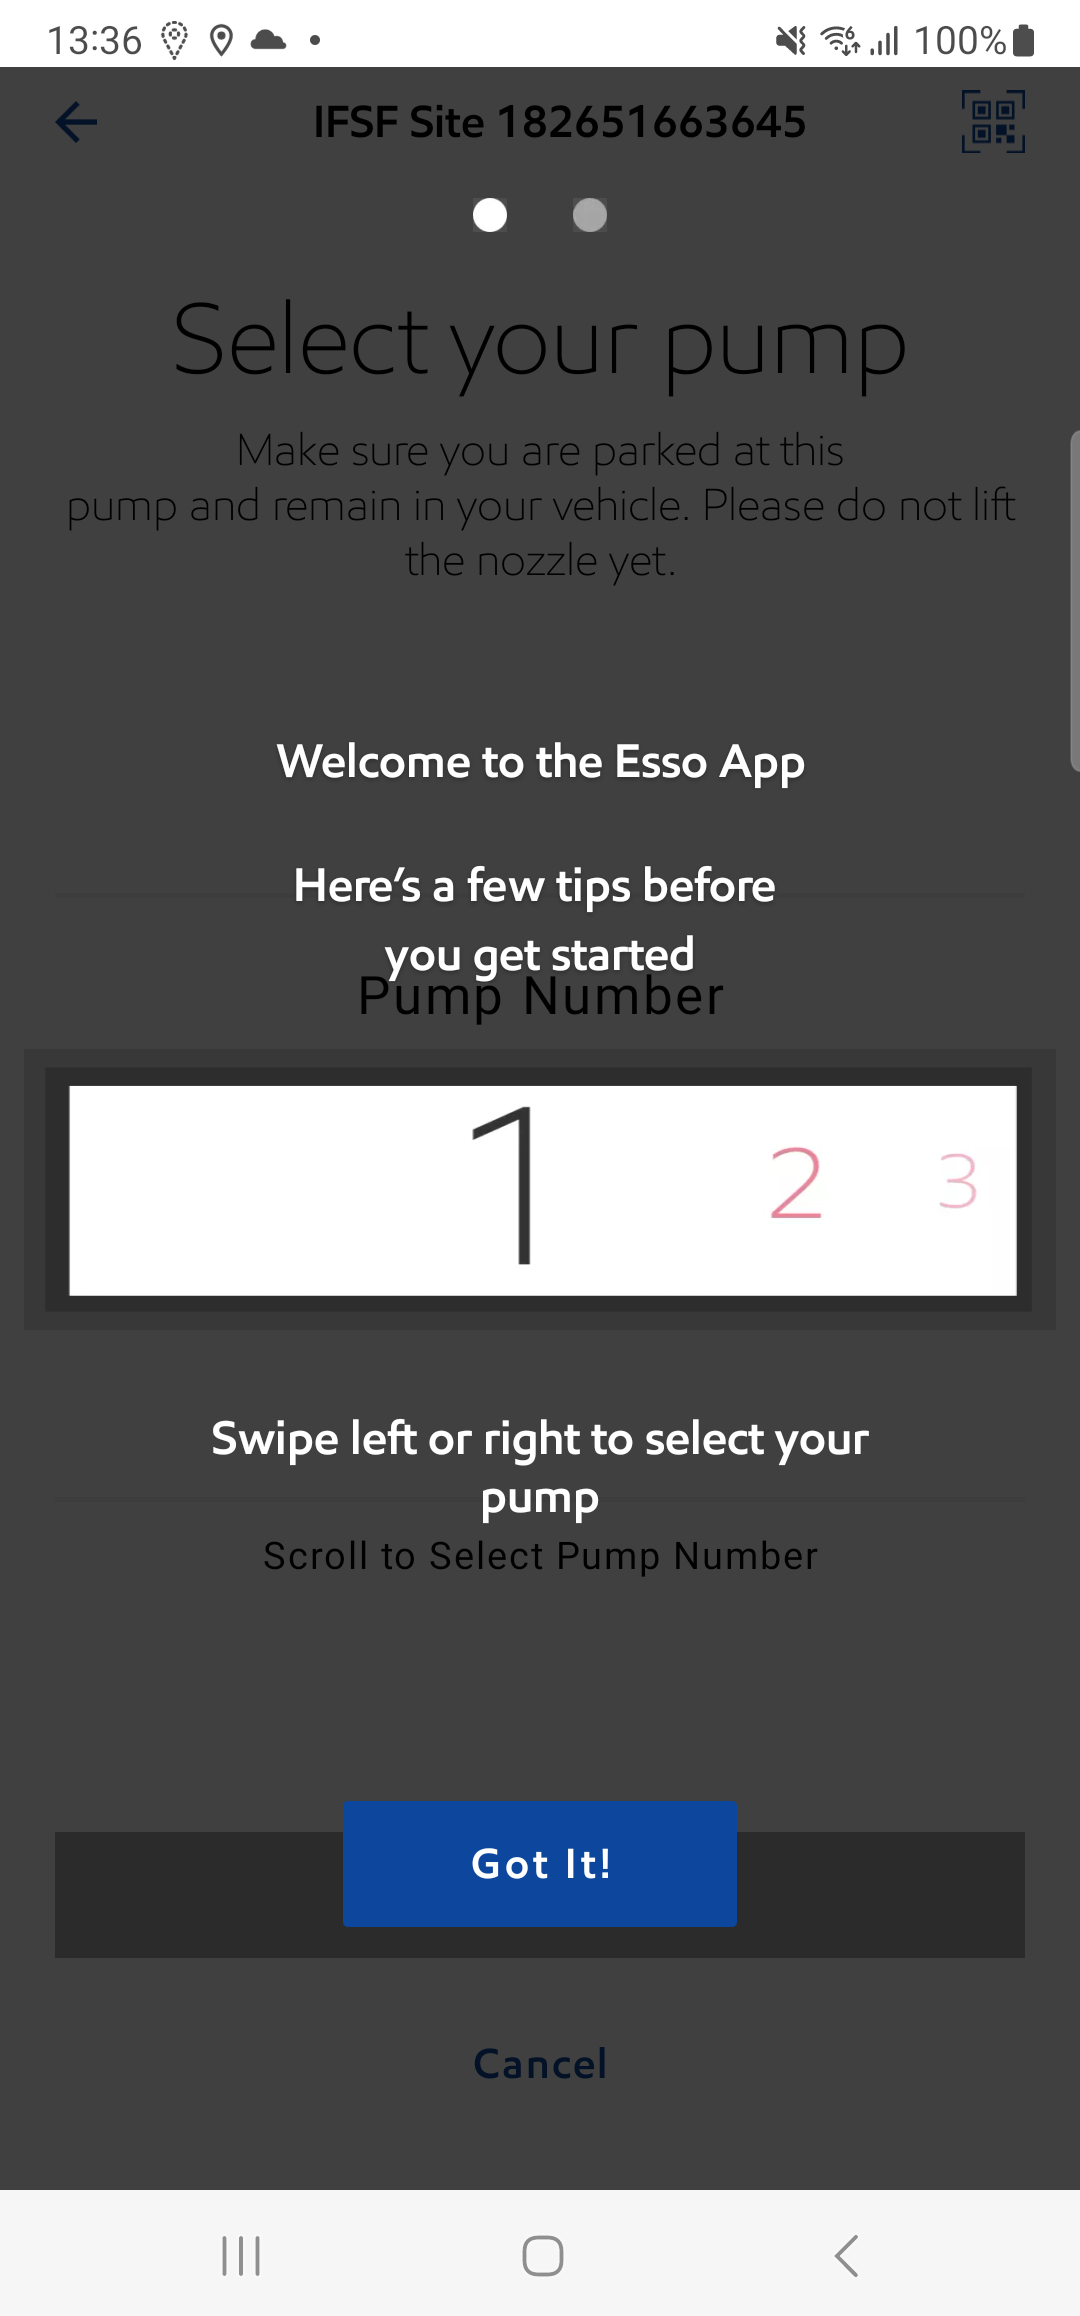 13:36
100%
IFSF Site 182651663645
Select your pump
Make sure you are parked at this
pump and remain in your vehicle. Please do not lift
the nozzle yet.
Welcome to the Esso App
Here's a few tips before
you get started
Pump Number
1 2 3
Swipe left or right to select your
pump
Scroll to Select Pump Number
Got It!
Cancel